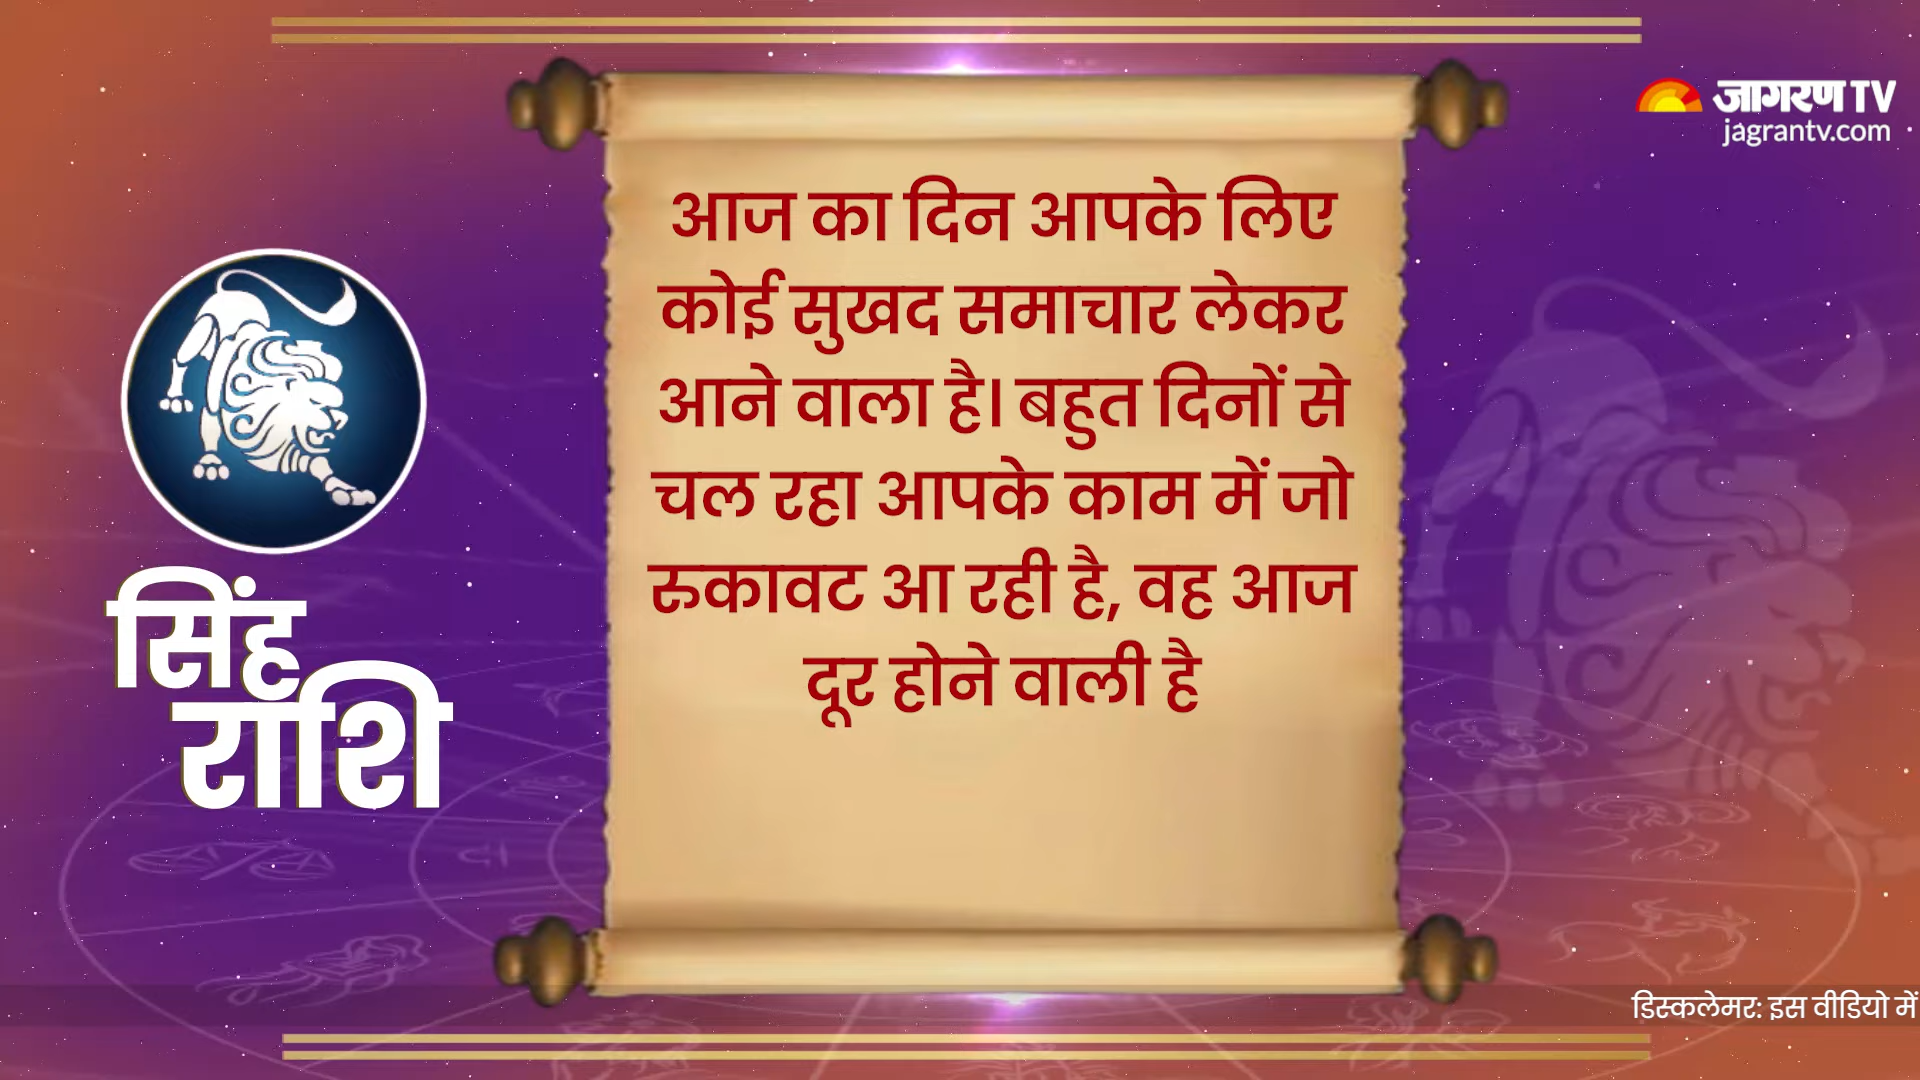 जागरण TV
jagrantv.com
आज का दिन आपके लिए
कोई सुखद समाचार लेकर
आने वाला है। बहुत दिनों से
चल रहा आपके काम में जो
रुकावट आ रही है, वह आज
दूर होने वाली है
सिंह
राशि
डिस्कलेमर: इस वीडियो में